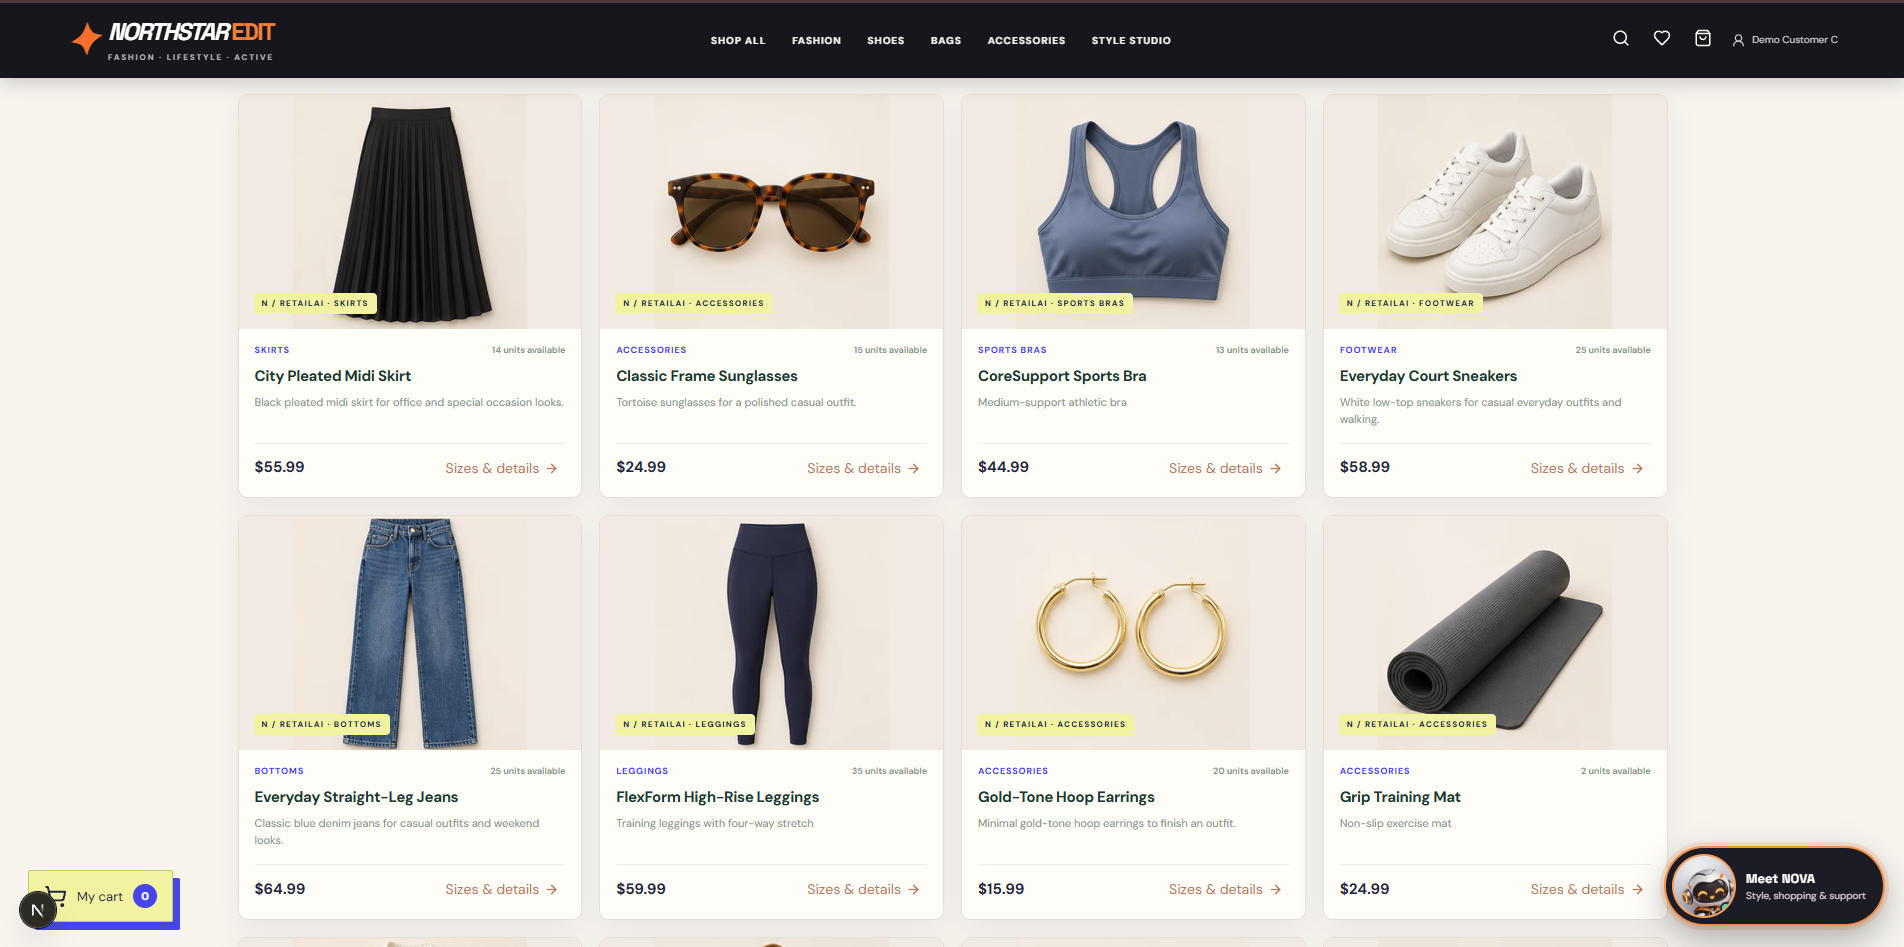 NORTHSTAR EDIT
FASHION · LIFESTYLE · ACTIVE
SHOP ALL
FASHION
SHOES
BAGS
ACCESSORIES
STYLE STUDIO
Demo Customer C
N / RETAILAI · SKIRTS
N / RETAILAI · ACCESSORIES
N / RETAILAI · SPORTS BRAS
N / RETAILAI · FOOTWEAR
SKIRTS
14 units available
City Pleated Midi Skirt
Black pleated midi skirt for office and special occasion looks.
$55.99
Sizes & details →
ACCESSORIES
15 units available
Classic Frame Sunglasses
Tortoise sunglasses for a polished casual outfit.
$24.99
Sizes & details →
SPORTS BRAS
13 units available
CoreSupport Sports Bra
Medium-support athletic bra
$44.99
Sizes & details →
FOOTWEAR
25 units available
Everyday Court Sneakers
White low-top sneakers for casual everyday outfits and
walking.
$58.99
Sizes & details →
N / RETAILAI · BOTTOMS
N / RETAILAI · LEGGINGS
N / RETAILAI · ACCESSORIES
N / RETAILAI · ACCESSORIES
BOTTOMS
25 units available
Everyday Straight-Leg Jeans
Classic blue denim jeans for casual outfits and weekend
looks.
$64.99
Sizes & details →
LEGGINGS
35 units available
FlexForm High-Rise Leggings
Training leggings with four-way stretch
$59.99
Sizes & details →
ACCESSORIES
20 units available
Gold-Tone Hoop Earrings
Minimal gold-tone hoop earrings to finish an outfit.
$15.99
Sizes & details →
ACCESSORIES
2 units available
Grip Training Mat
Non-slip exercise mat
$24.99
Sizes & details →
N
My cart 0
Meet NOVA
Style, shopping & support